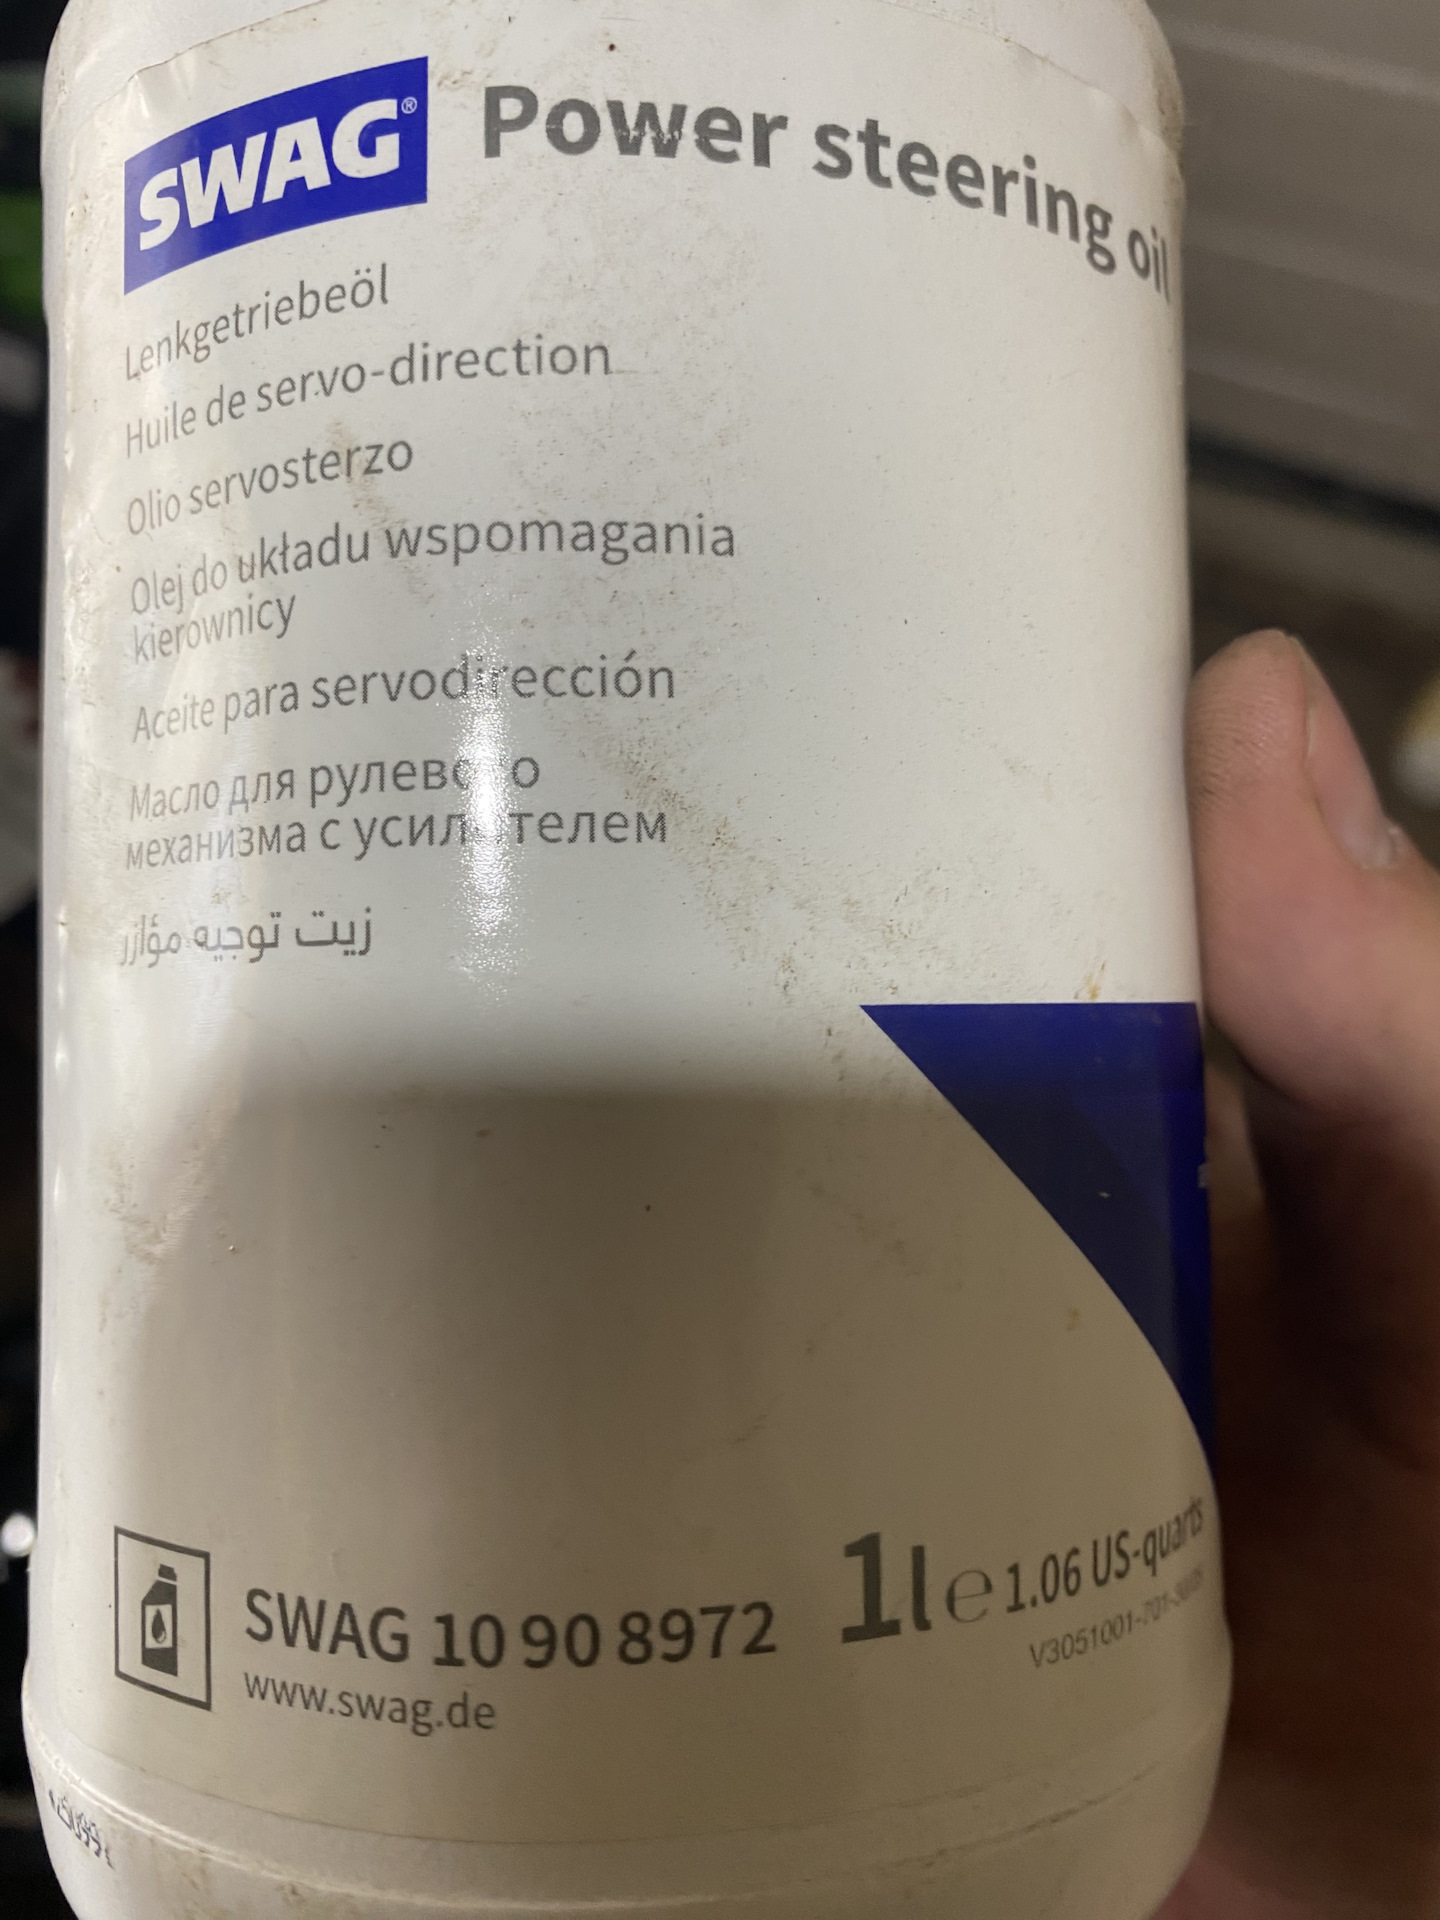 SWAG®
Power steering oil
Lenkgetriebeöl
Huile de servo-direction
Olio servosterzo
Olej do układu wspomagania
kierownicy
Aceite para servodirección
Масло для рулевого
механизма с усилителем
زيت توجيه مؤازر
SWAG 10 90 8972
www.swag.de
1l ℮ 1.06 US-quarts